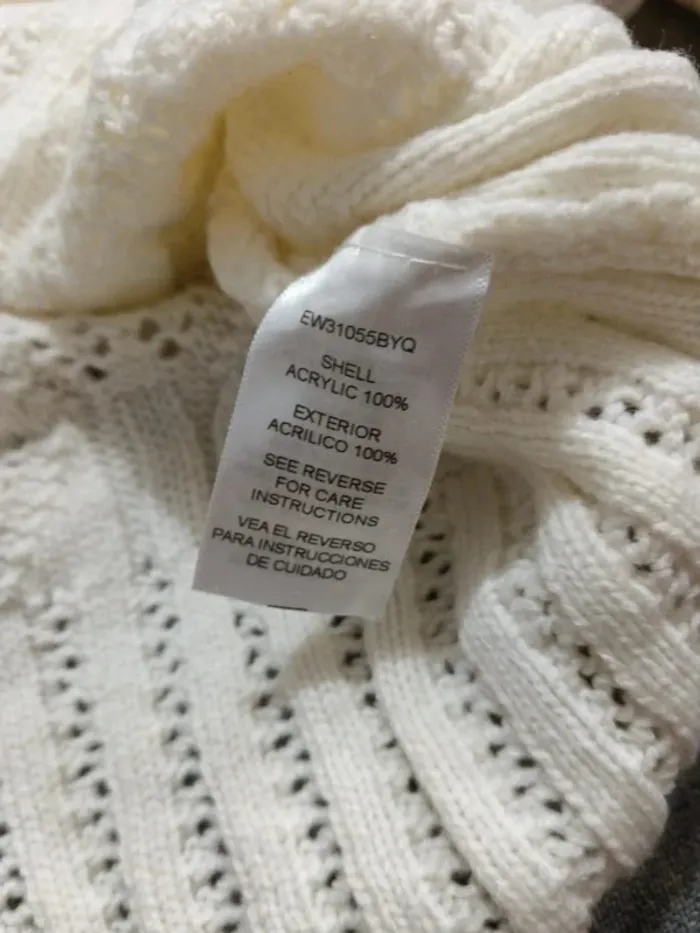 EW31055BYQ
SHELL
ACRYLIC 100%
EXTERIOR
ACRILICO 100%
SEE REVERSE
FOR CARE
INSTRUCTIONS
VEA EL REVERSO
PARA INSTRUCCIONES
DE CUIDADO